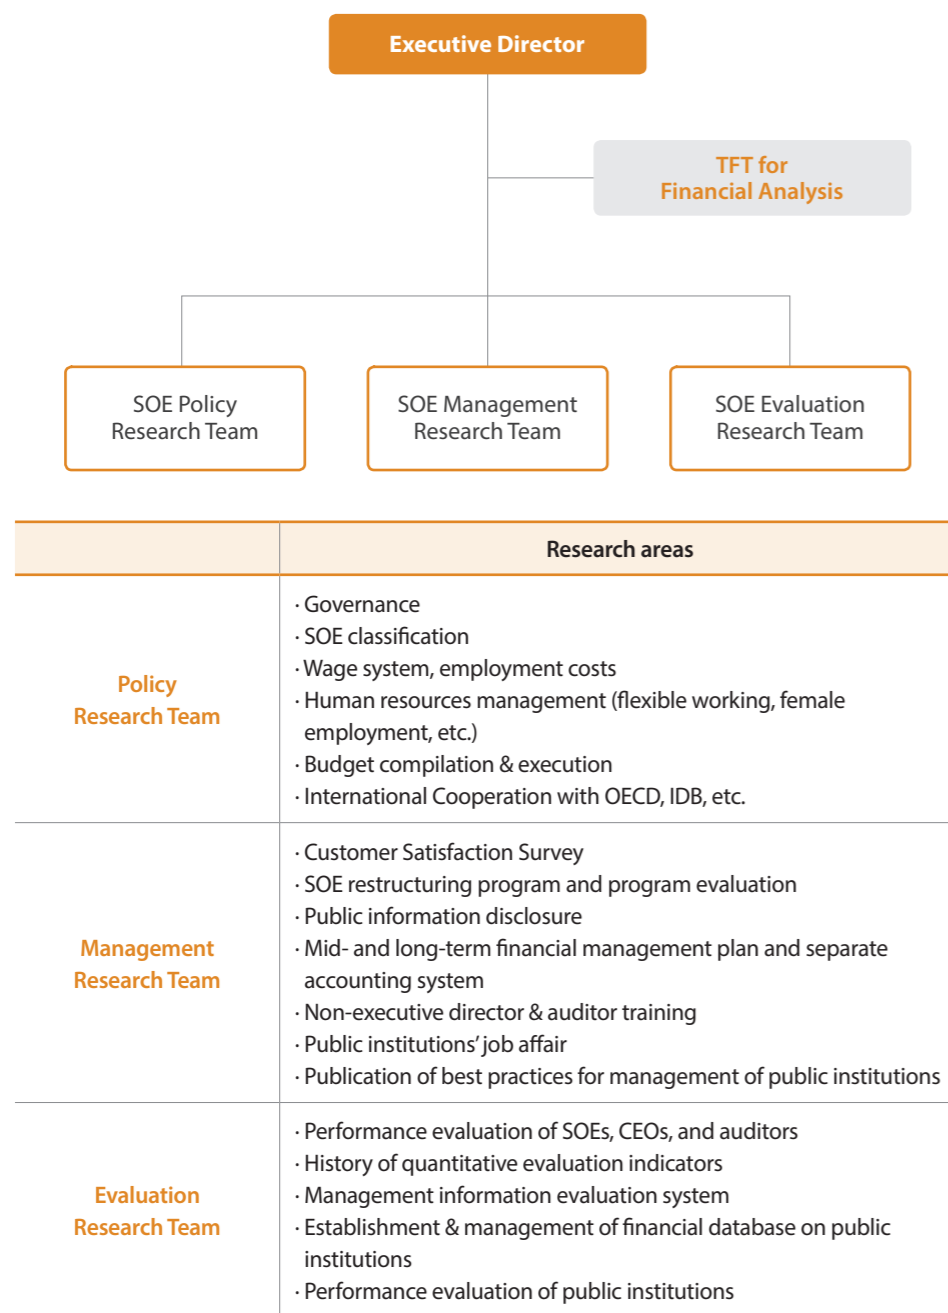 Executive Director
TFT for
Financial Analysis
SOE Policy
Research Team
SOE Management
Research Team
SOE Evaluation
Research Team
Research areas
Policy
Research Team
· Governance
· SOE classification
· Wage system, employment costs
· Human resources management (flexible working, female
employment, etc.)
· Budget compilation & execution
· International Cooperation with OECD, IDB, etc.
Management
Research Team
· Customer Satisfaction Survey
· SOE restructuring program and program evaluation
· Public information disclosure
· Mid- and long-term financial management plan and separate
accounting system
· Non-executive director & auditor training
· Public institutions' job affair
· Publication of best practices for management of public institutions
Evaluation
Research Team
· Performance evaluation of SOEs, CEOs, and auditors
· History of quantitative evaluation indicators
· Management information evaluation system
· Establishment & management of financial database on public
institutions
· Performance evaluation of public institutions